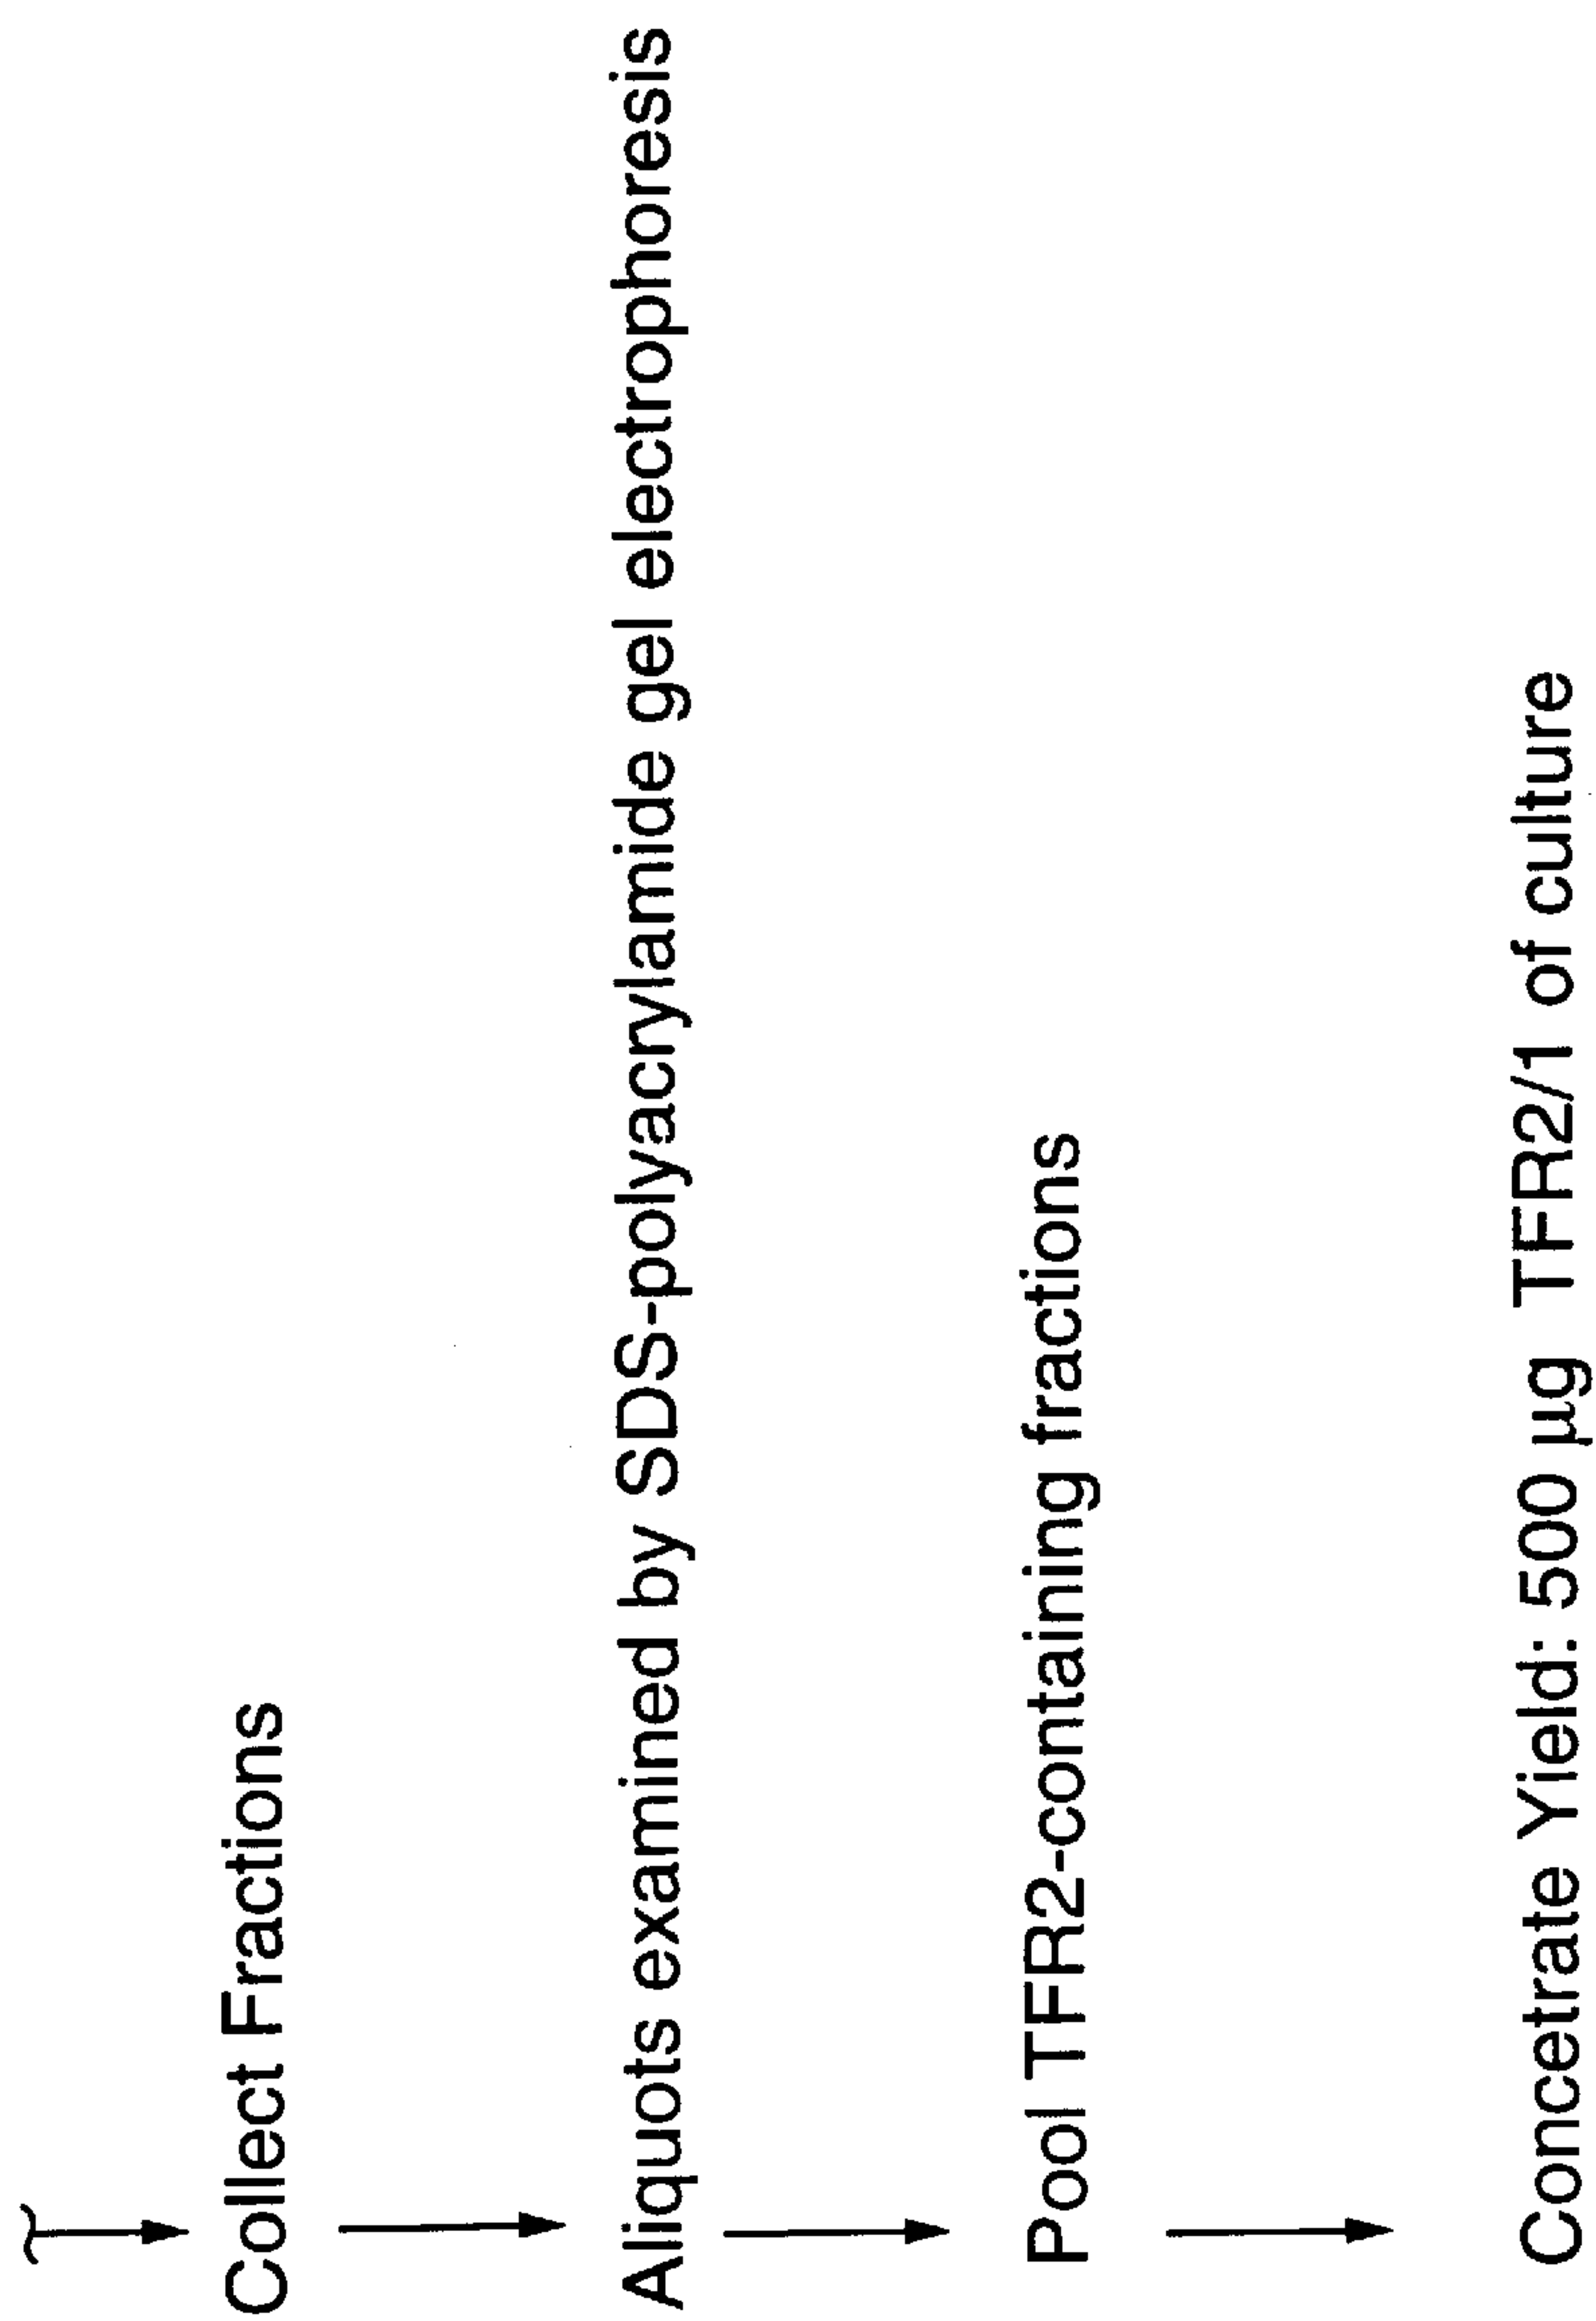 Collect Fractions
Aliquots examined by SDS-polyacrylamide gel electrophoresis
Pool TFR2-containing fractions
Concetrate Yield: 500 µg TFR2/1 of culture